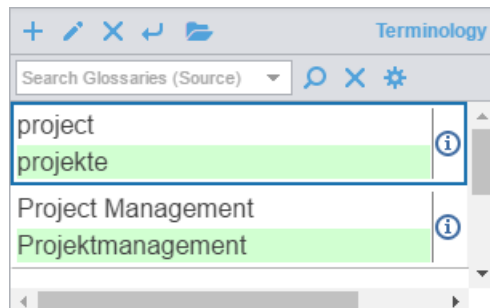 Terminology
Search Glossaries (Source)
project
projekte
Project Management
Projektmanagement